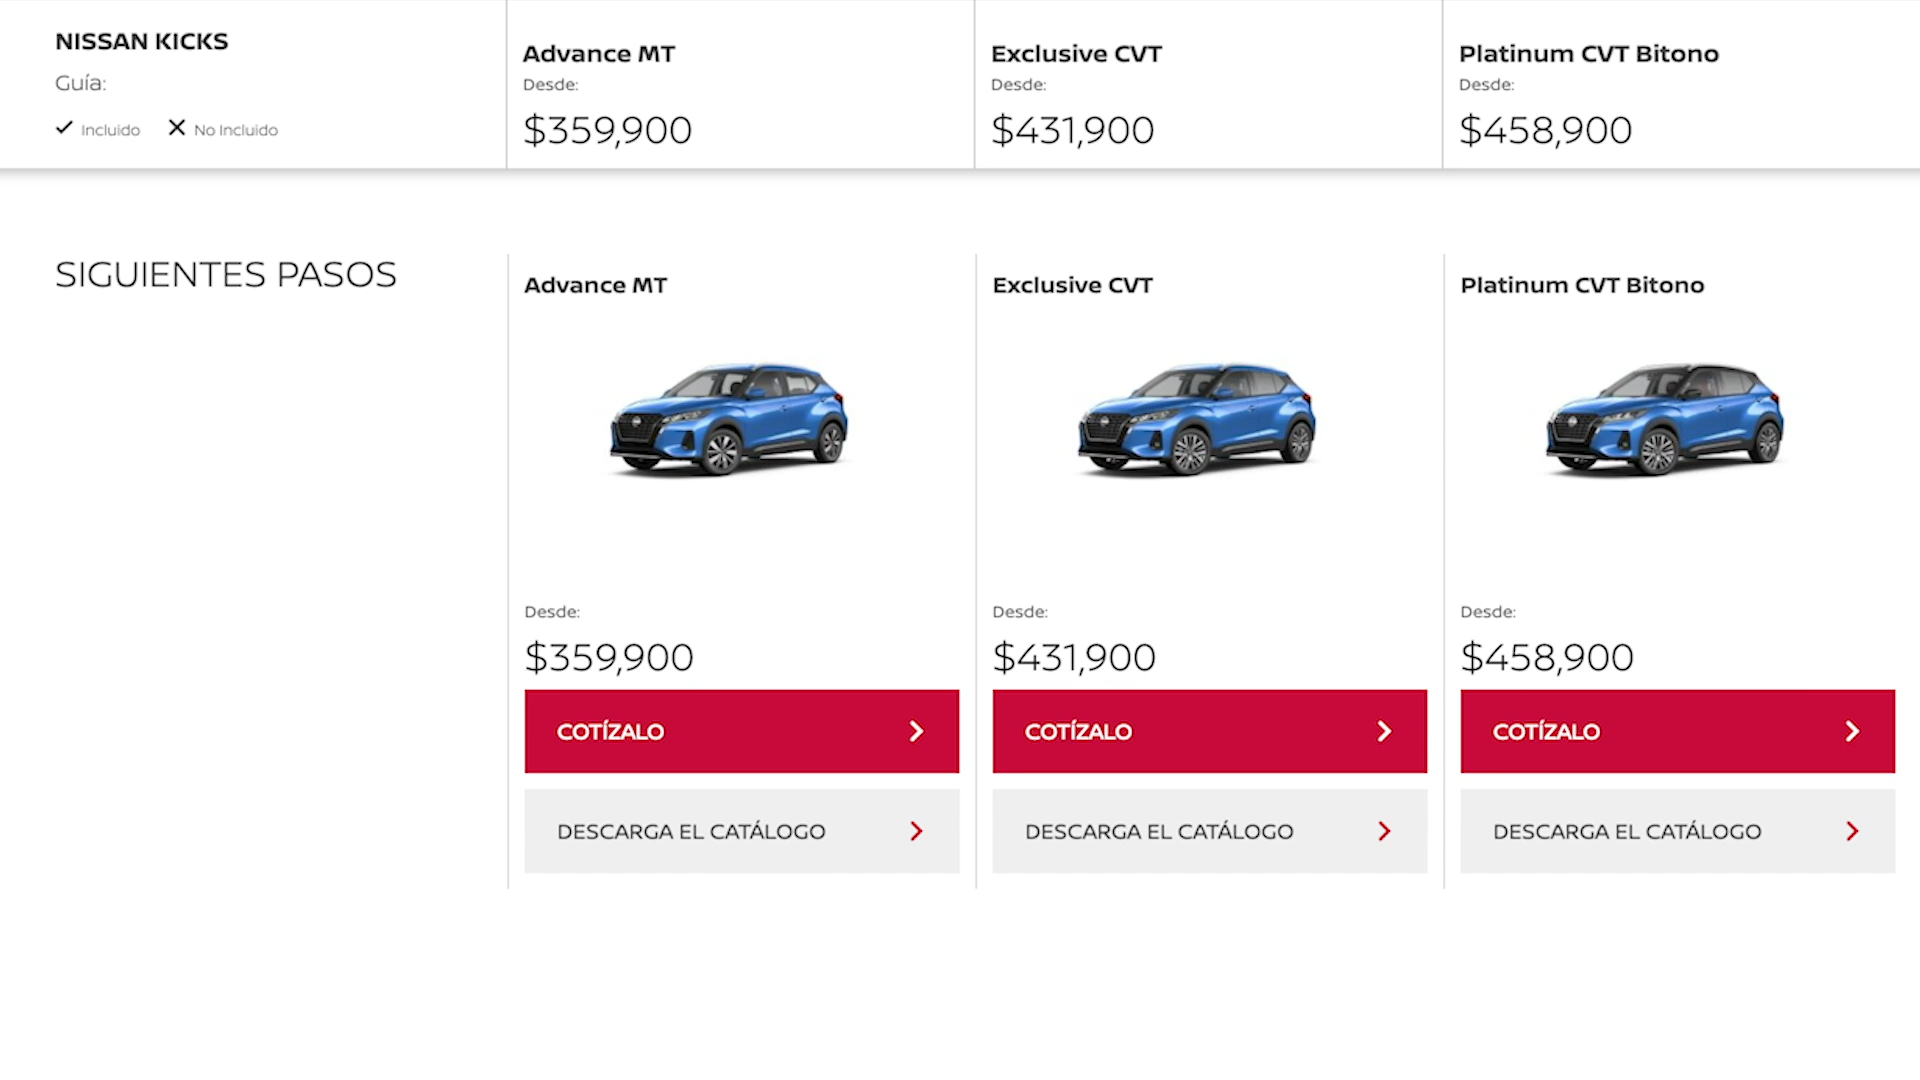 NISSAN KICKS
Guía:
Incluido
No Incluido
Advance MT
Desde:
$359,900
Exclusive CVT
Desde:
$431,900
Platinum CVT Bitono
Desde:
$458,900
SIGUIENTES PASOS
Advance MT
Desde:
$359,900
COTÍZALO
DESCARGA EL CATÁLOGO
Exclusive CVT
Desde:
$431,900
COTÍZALO
DESCARGA EL CATÁLOGO
Platinum CVT Bitono
Desde:
$458,900
COTÍZALO
DESCARGA EL CATÁLOGO